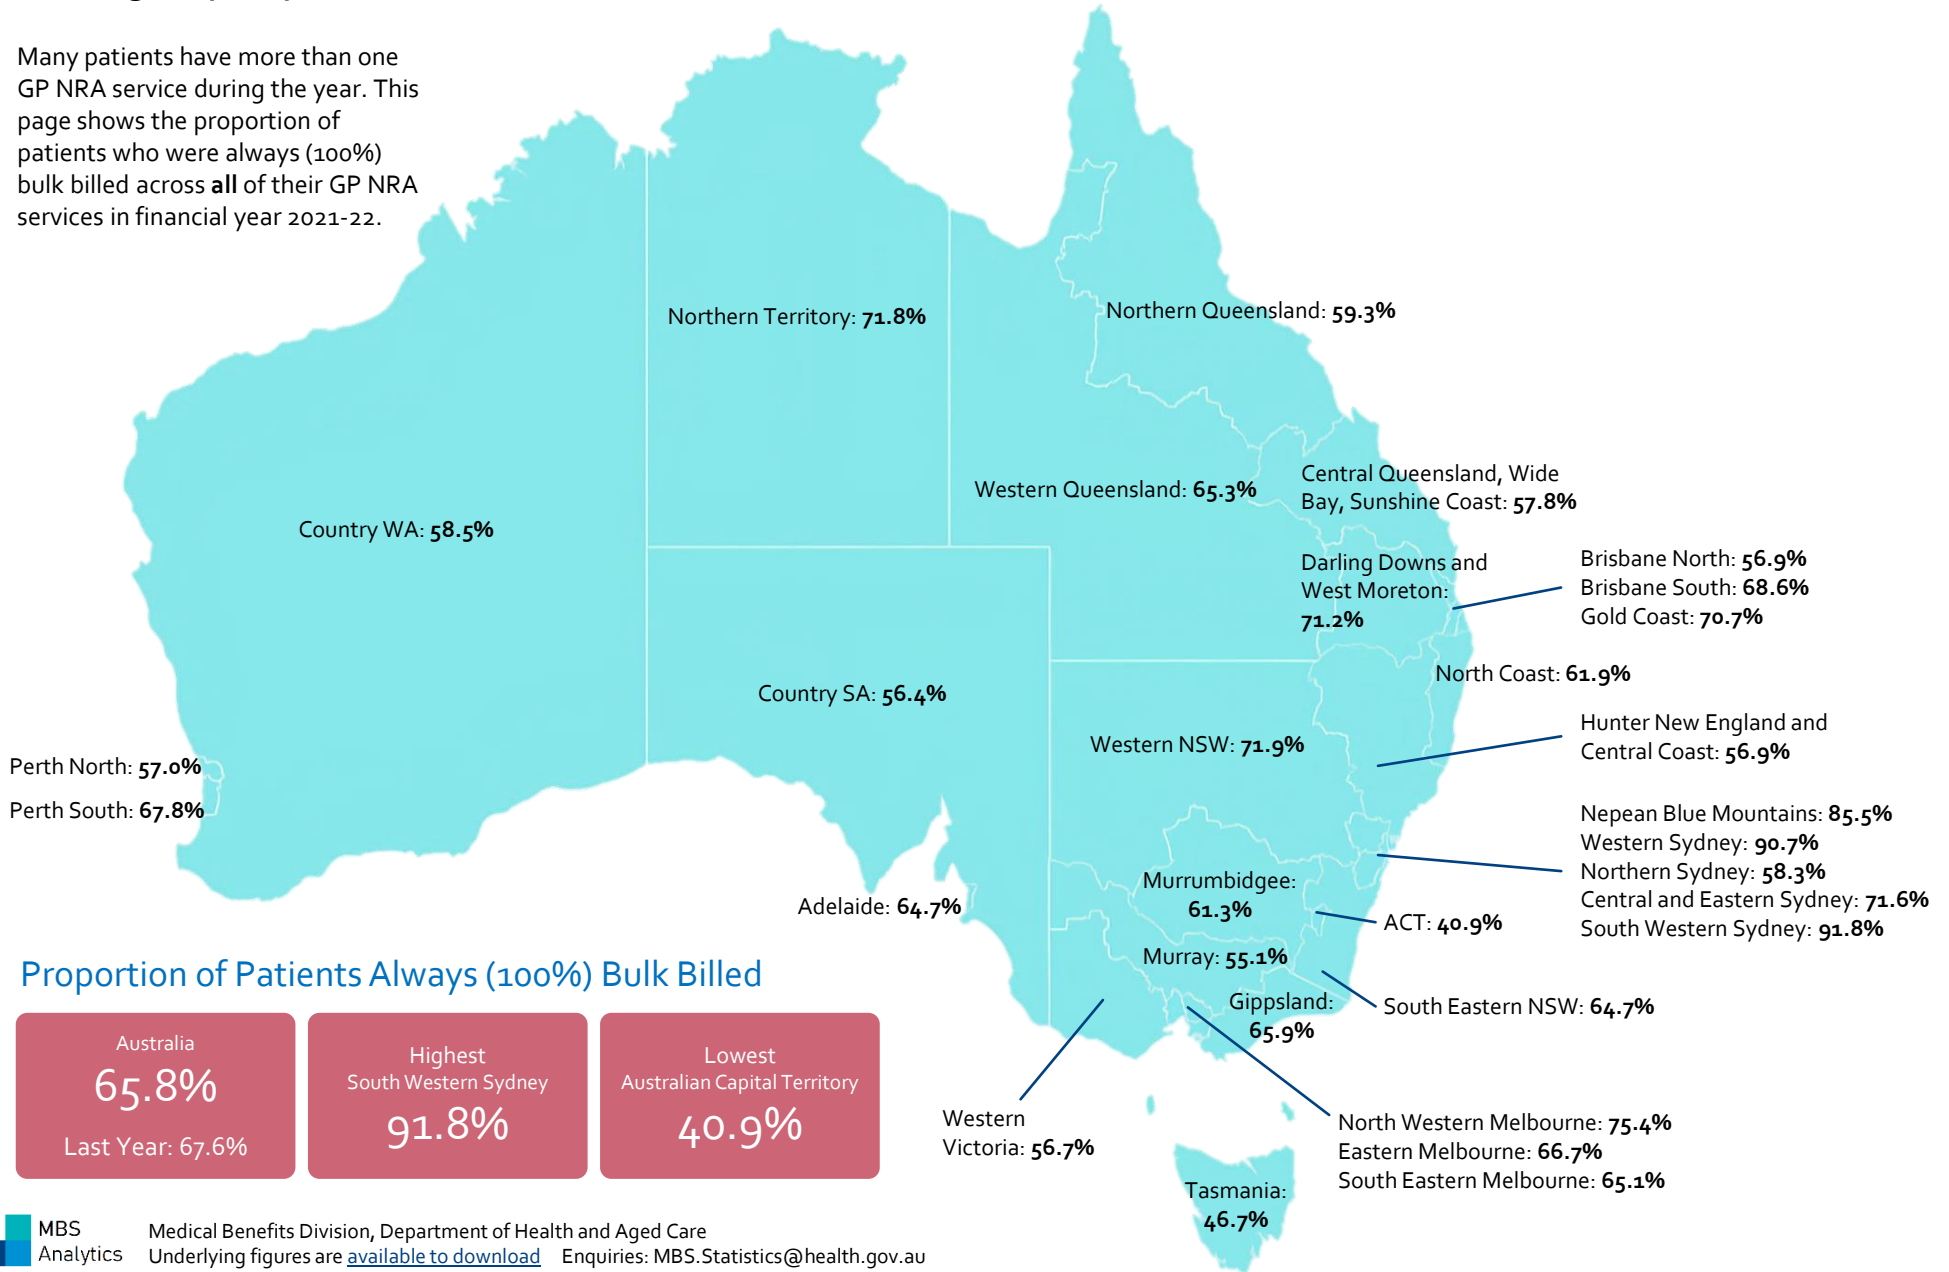 Many patients have more than one
GP NRA service during the year. This
page shows the proportion of
patients who were always (100%)
bulk billed across all of their GP NRA
services in financial year 2021-22.
Northern Territory: 71.8%
Northern Queensland: 59.3%
Western Queensland: 65.3%
Central Queensland, Wide
Bay, Sunshine Coast: 57.8%
Country WA: 58.5%
Darling Downs and
West Moreton:
71.2%
Brisbane North: 56.9%
Brisbane South: 68.6%
Gold Coast: 70.7%
North Coast: 61.9%
Country SA: 56.4%
Western NSW: 71.9%
Hunter New England and
Central Coast: 56.9%
Perth North: 57.0%
Perth South: 67.8%
Nepean Blue Mountains: 85.5%
Western Sydney: 90.7%
Northern Sydney: 58.3%
Central and Eastern Sydney: 71.6%
South Western Sydney: 91.8%
Murrumbidgee:
61.3%
Adelaide: 64.7%
ACT: 40.9%
Murray: 55.1%
Gippsland:
65.9%
South Eastern NSW: 64.7%
Proportion of Patients Always (100%) Bulk Billed
Australia
65.8%
Last Year: 67.6%
Highest
South Western Sydney
91.8%
Lowest
Australian Capital Territory
40.9%
Western
Victoria: 56.7%
North Western Melbourne: 75.4%
Eastern Melbourne: 66.7%
South Eastern Melbourne: 65.1%
Tasmania:
46.7%
MBS
Analytics
Medical Benefits Division, Department of Health and Aged Care
Underlying figures are available to download Enquiries: MBS.Statistics@health.gov.au